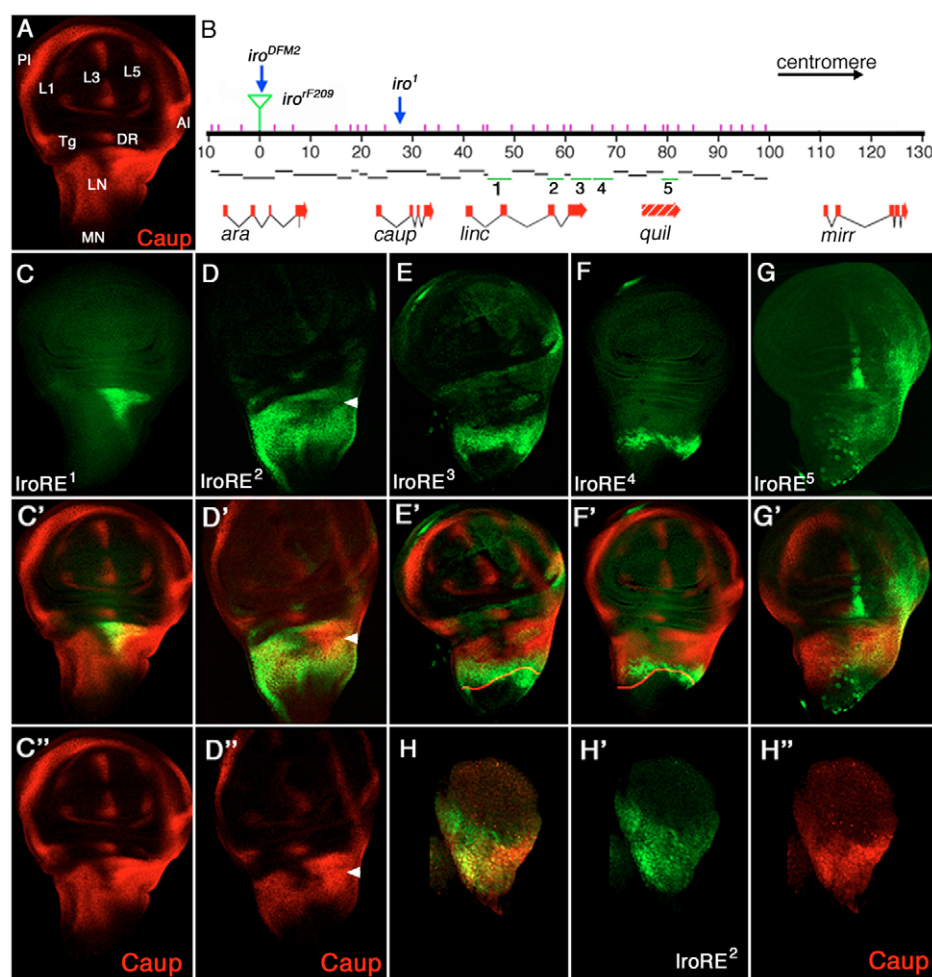 A
PI
L1
L3
L5
AI
Tg
DR
LN
MN
Caup
B
iro^DFM2
iro^rF209
iro^1
centromere
10 0 10 20 30 40 50 60 70 80 90 100 110 120 130
1 2 3 4 5
ara caup linc quil mirr
C
IroRE^1
D
IroRE^2
E
IroRE^3
F
IroRE^4
G
IroRE^5
C'
D'
E'
F'
G'
C''
Caup
D''
Caup
H
H'
IroRE^2
H''
Caup